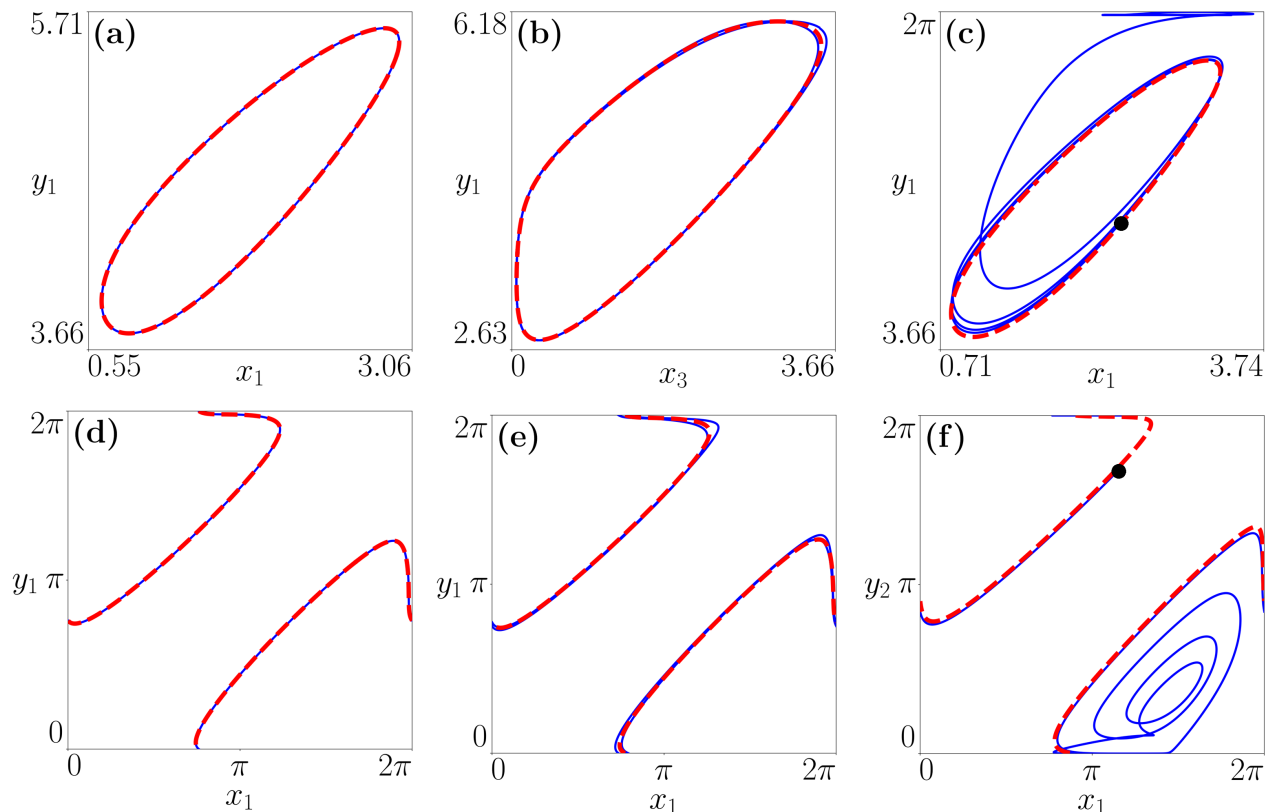 (a)
5.71
y₁
3.66
0.55
x₁
3.06
(b)
6.18
y₁
2.63
0
x₃
3.66
(c)
2π
y₁
3.66
0.71
x₁
3.74
(d)
2π
y₁ π
0
0
π
2π
x₁
(e)
2π
y₁ π
0
0
π
2π
x₁
(f)
2π
y₂ π
0
0
π
2π
x₁